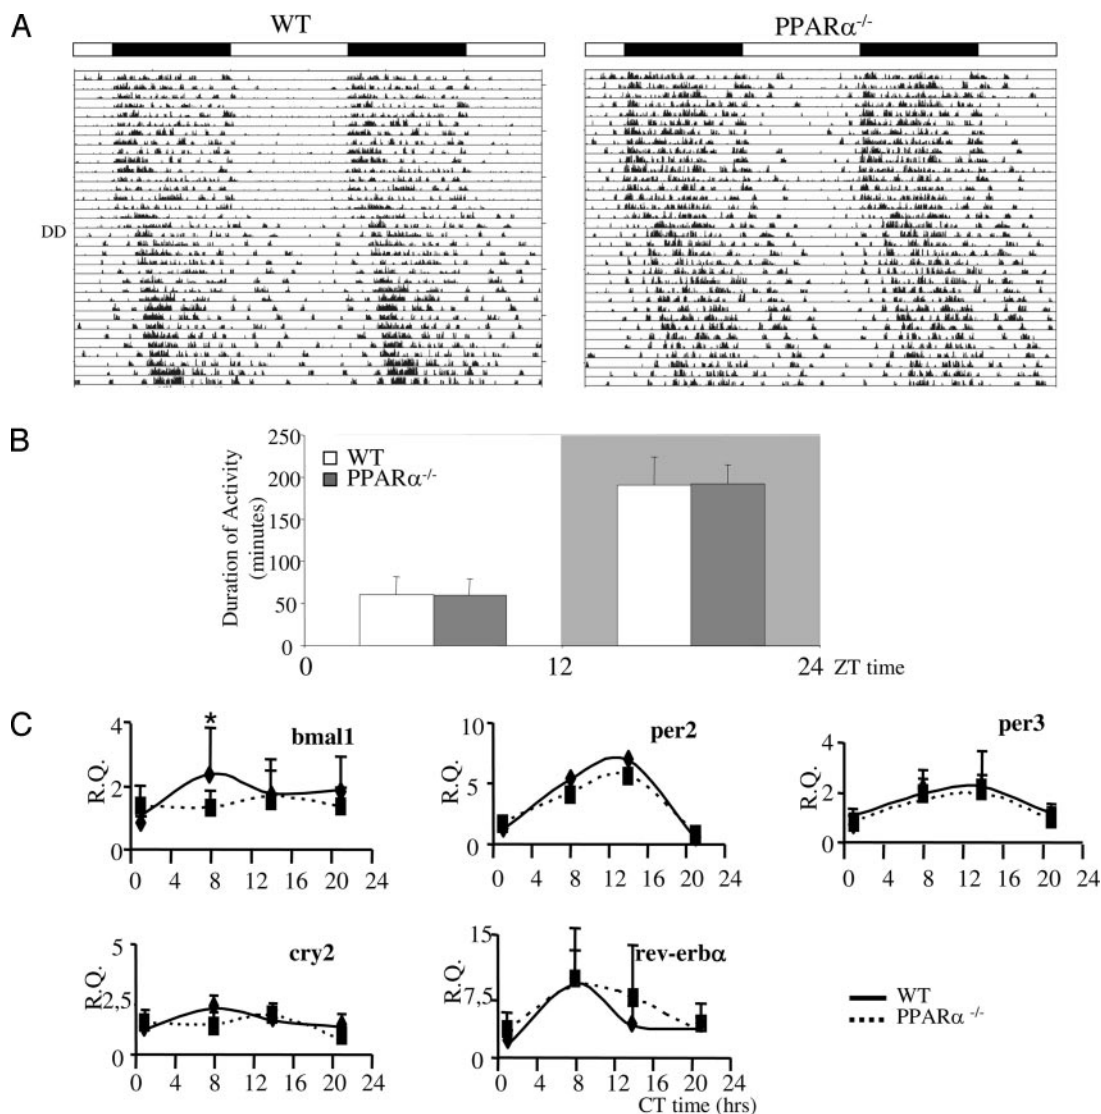 A
WT
PPARα-/-
DD
B
Duration of Activity
(minutes)
250
200
150
100
50
0
WT
PPARα-/-
0 12 24 ZT time
C
bmal1
R.Q.
4
2
0
0 4 8 12 16 20 24
*
per2
R.Q.
10
5
0
0 4 8 12 16 20 24
per3
R.Q.
4
2
0
0 4 8 12 16 20 24
cry2
R.Q.
5
2,5
0
0 4 8 12 16 20 24
rev-erbα
R.Q.
15
7,5
0
0 4 8 12 16 20 24
CT time (hrs)
WT
PPARα -/-